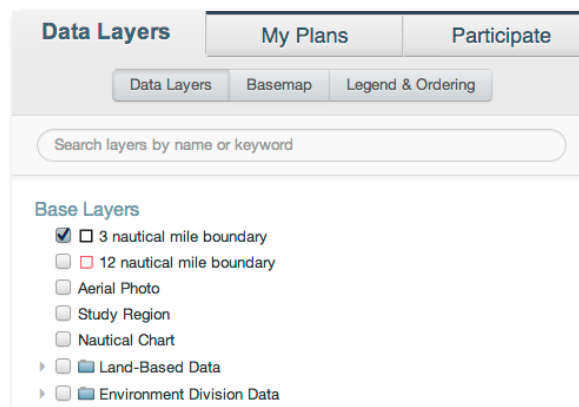 Data Layers My Plans Participate
Data Layers Basemap Legend & Ordering
Search layers by name or keyword
Base Layers
3 nautical mile boundary
12 nautical mile boundary
Aerial Photo
Study Region
Nautical Chart
Land-Based Data
Environment Division Data